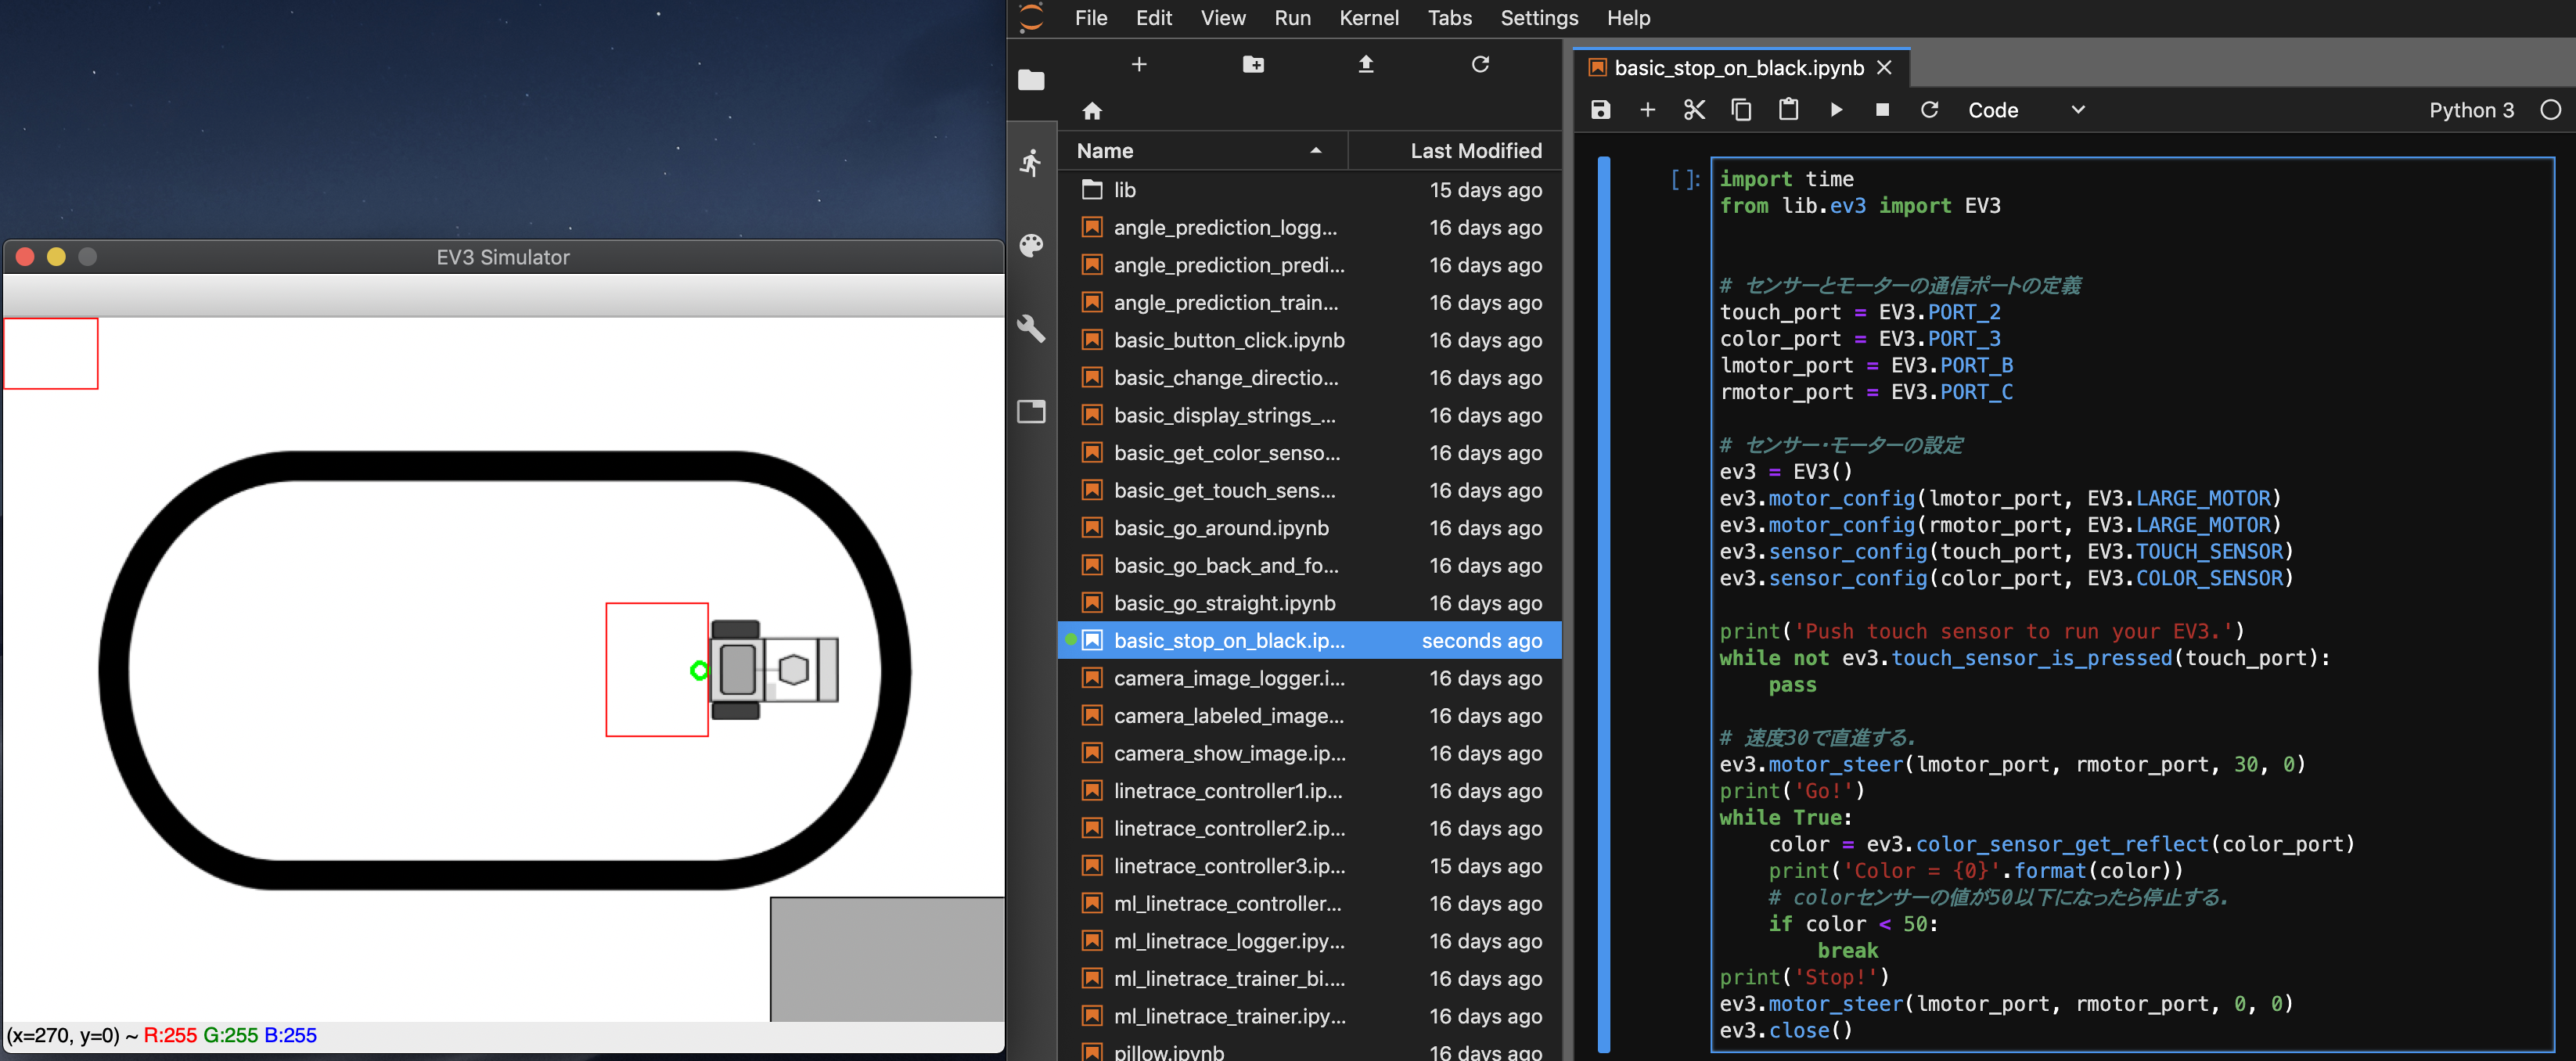 EV3 Simulator
(x=270, y=0) ~ R:255 G:255 B:255
File Edit View Run Kernel Tabs Settings Help
Name Last Modified
lib 15 days ago
angle_prediction_logg... 16 days ago
angle_prediction_predi... 16 days ago
angle_prediction_train... 16 days ago
basic_button_click.ipynb 16 days ago
basic_change_directio... 16 days ago
basic_display_strings_... 16 days ago
basic_get_color_senso... 16 days ago
basic_get_touch_sens... 16 days ago
basic_go_around.ipynb 16 days ago
basic_go_back_and_fo... 16 days ago
basic_go_straight.ipynb 16 days ago
basic_stop_on_black.ip... seconds ago
camera_image_logger.i... 16 days ago
camera_labeled_image... 16 days ago
camera_show_image.ip... 16 days ago
linetrace_controller1.ip... 16 days ago
linetrace_controller2.ip... 16 days ago
linetrace_controller3.ip... 15 days ago
ml_linetrace_controller... 16 days ago
ml_linetrace_logger.ipy... 16 days ago
ml_linetrace_trainer_bi.... 16 days ago
ml_linetrace_trainer.ipy... 16 days ago
pillow.ipynb 16 days ago
basic_stop_on_black.ipynb
Code Python 3
[ ]:
import time
from lib.ev3 import EV3
# センサーとモーターの通信ポートの定義
touch_port = EV3.PORT_2
color_port = EV3.PORT_3
lmotor_port = EV3.PORT_B
rmotor_port = EV3.PORT_C
# センサー・モーターの設定
ev3 = EV3()
ev3.motor_config(lmotor_port, EV3.LARGE_MOTOR)
ev3.motor_config(rmotor_port, EV3.LARGE_MOTOR)
ev3.sensor_config(touch_port, EV3.TOUCH_SENSOR)
ev3.sensor_config(color_port, EV3.COLOR_SENSOR)
print('Push touch sensor to run your EV3.')
while not ev3.touch_sensor_is_pressed(touch_port):
    pass
# 速度30で直進する.
ev3.motor_steer(lmotor_port, rmotor_port, 30, 0)
print('Go!')
while True:
    color = ev3.color_sensor_get_reflect(color_port)
    print('Color = {0}'.format(color))
    # colorセンサーの値が50以下になったら停止する.
    if color < 50:
        break
print('Stop!')
ev3.motor_steer(lmotor_port, rmotor_port, 0, 0)
ev3.close()